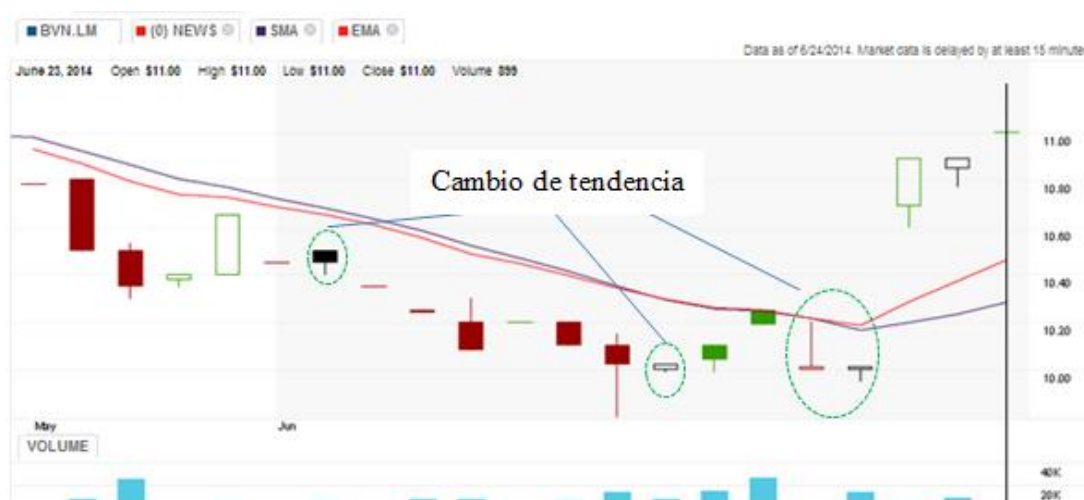 BVN.LM (0) NEWS SMA EMA
Data as of 6/24/2014. Market data is delayed by at least 15 minute
June 23, 2014 Open $11.00 High $11.00 Low $11.00 Close $11.00 Volume 899
11.00
Cambio de tendencia
10.80
10.60
10.40
10.20
10.00
May Jun
VOLUME
40K
20K